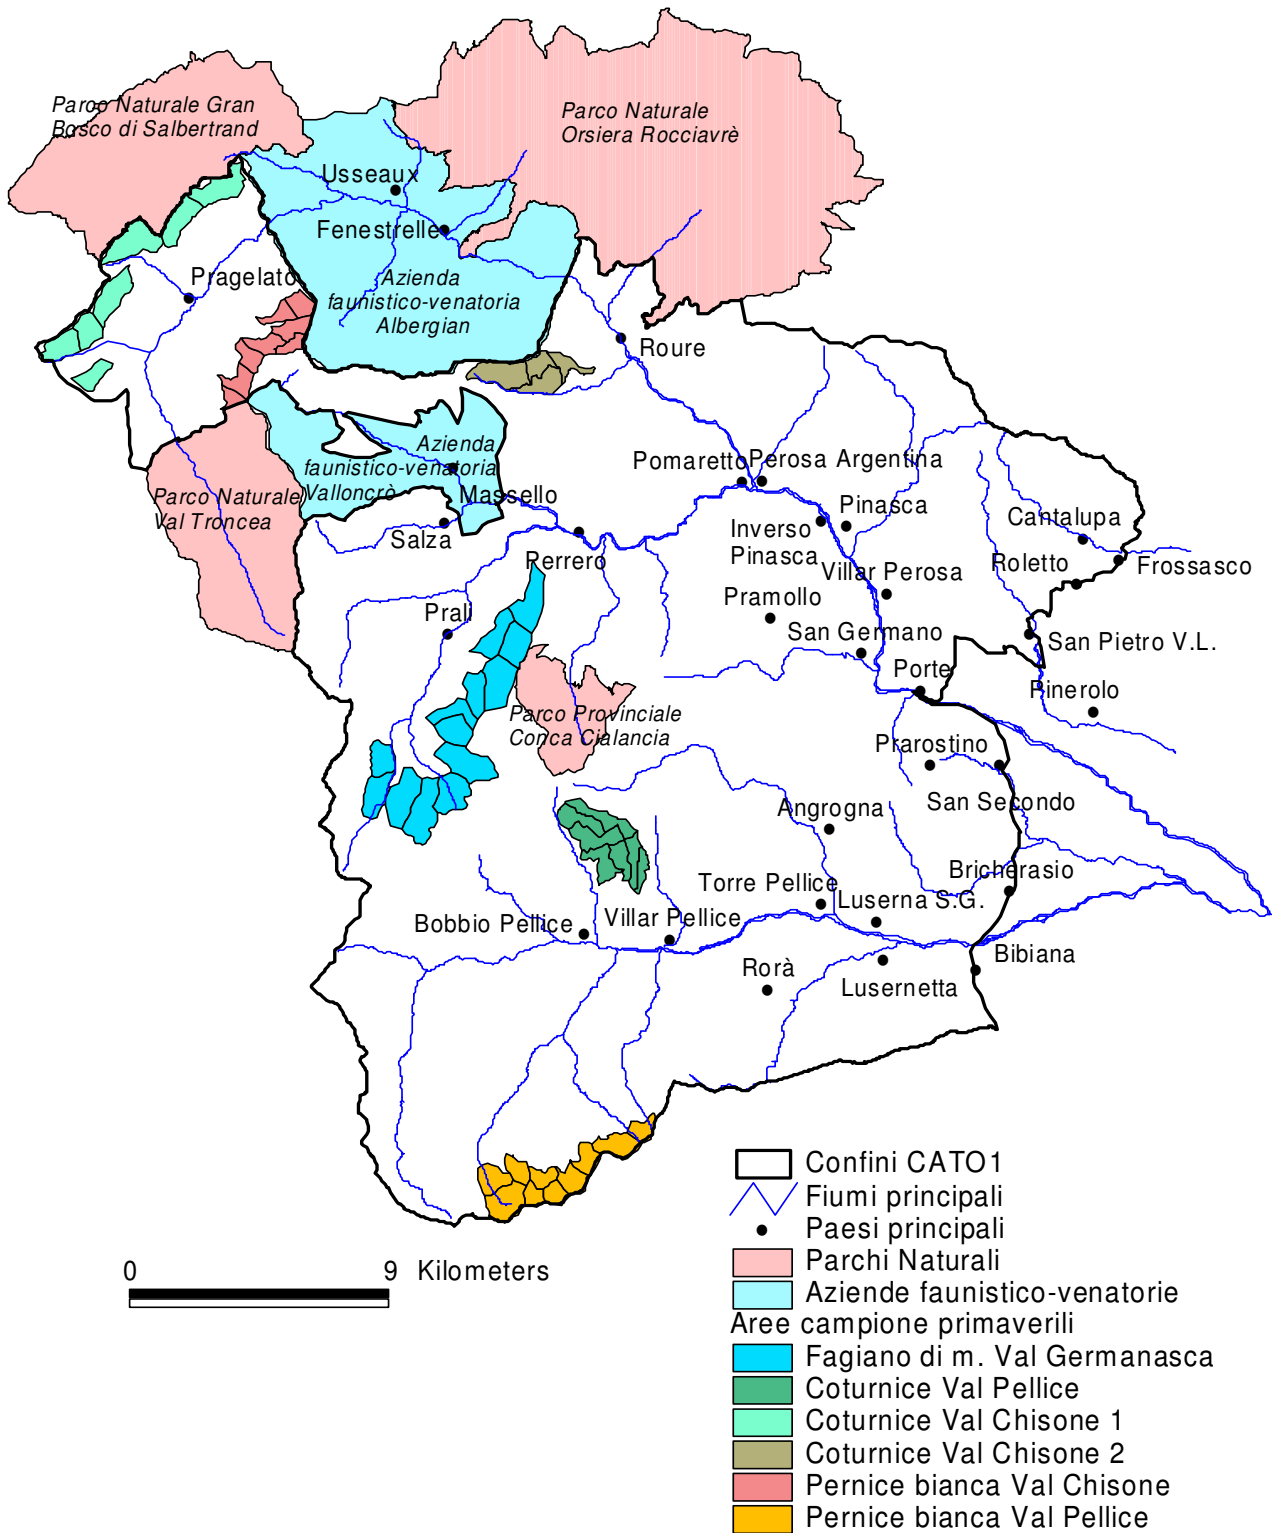 Parco Naturale Gran
Bosco di Salbertrand
Parco Naturale
Orsiera Rocciavrè
Usseaux
Fenestrelle
Pragelato
Azienda
faunistico-venatoria
Albergian
Roure
Azienda
faunistico-venatoria
Valloncrò
Pomaretto
Perosa Argentina
Parco Naturale
Val Troncea
Massello
Salza
Perrero
Inverso
Pinasca
Pinasca
Cantalupa
Roletto
Frossasco
Villar Perosa
Pramollo
Prali
San Germano
San Pietro V.L.
Porte
Pinerolo
Parco Provinciale
Conca Cialancia
Prarostino
San Secondo
Angrogna
Bricherasio
Torre Pellice
Luserna S.G.
Bobbio Pellice
Villar Pellice
Bibiana
Rorà
Lusernetta
0
9 Kilometers
Confini CATO1
Fiumi principali
Paesi principali
Parchi Naturali
Aziende faunistico-venatorie
Aree campione primaverili
Fagiano di m. Val Germanasca
Coturnice Val Pellice
Coturnice Val Chisone 1
Coturnice Val Chisone 2
Pernice bianca Val Chisone
Pernice bianca Val Pellice